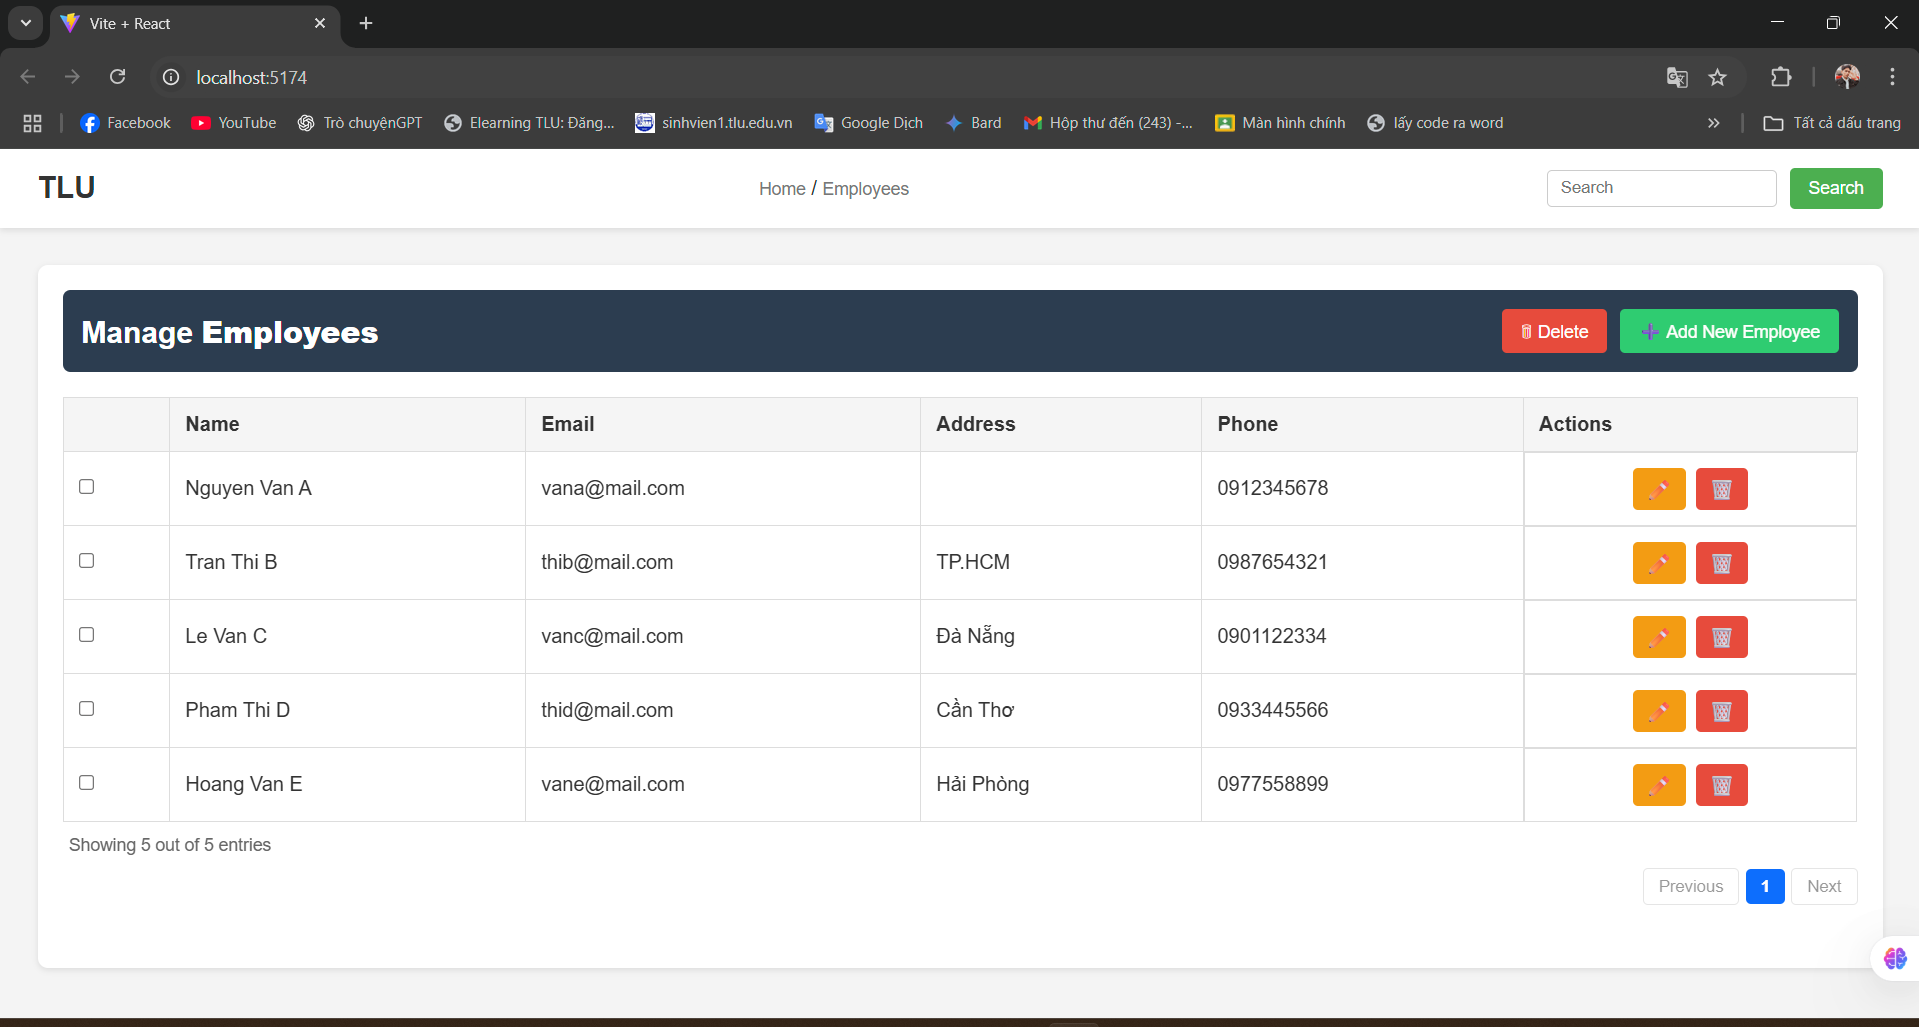 Vite + React
localhost:5174
Facebook YouTube Trò chuyệnGPT Elearning TLU: Đăng... sinhvien1.tlu.edu.vn Google Dịch Bard Hộp thư đến (243) -... Màn hình chính lấy code ra word » Tất cả dấu trang
TLU Home / Employees Search Search
Manage Employees Delete Add New Employee
Name Email Address Phone Actions
Nguyen Van A vana@mail.com 0912345678
Tran Thi B thib@mail.com TP.HCM 0987654321
Le Van C vanc@mail.com Đà Nẵng 0901122334
Pham Thi D thid@mail.com Cần Thơ 0933445566
Hoang Van E vane@mail.com Hải Phòng 0977558899
Showing 5 out of 5 entries
Previous 1 Next